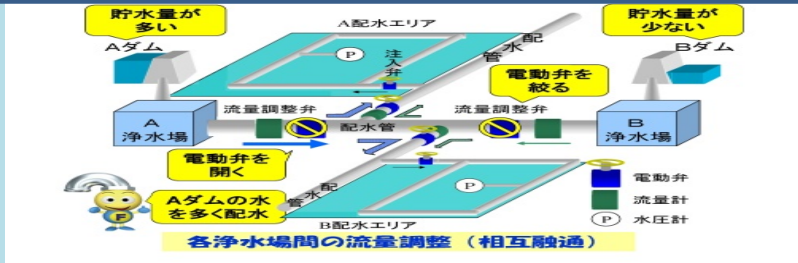 貯水量が
多い
Aダム
A配水エリア
P
注入弁
配水管
貯水量が
少ない
Bダム
電動弁を
絞る
A
浄水場
流量調整弁
配水管
流量調整弁
B
浄水場
電動弁を
開く
Aダムの水
を多く配水
F
配水管
P
B配水エリア
電動弁
流量計
P 水圧計
各浄水場間の流量調整（相互融通）